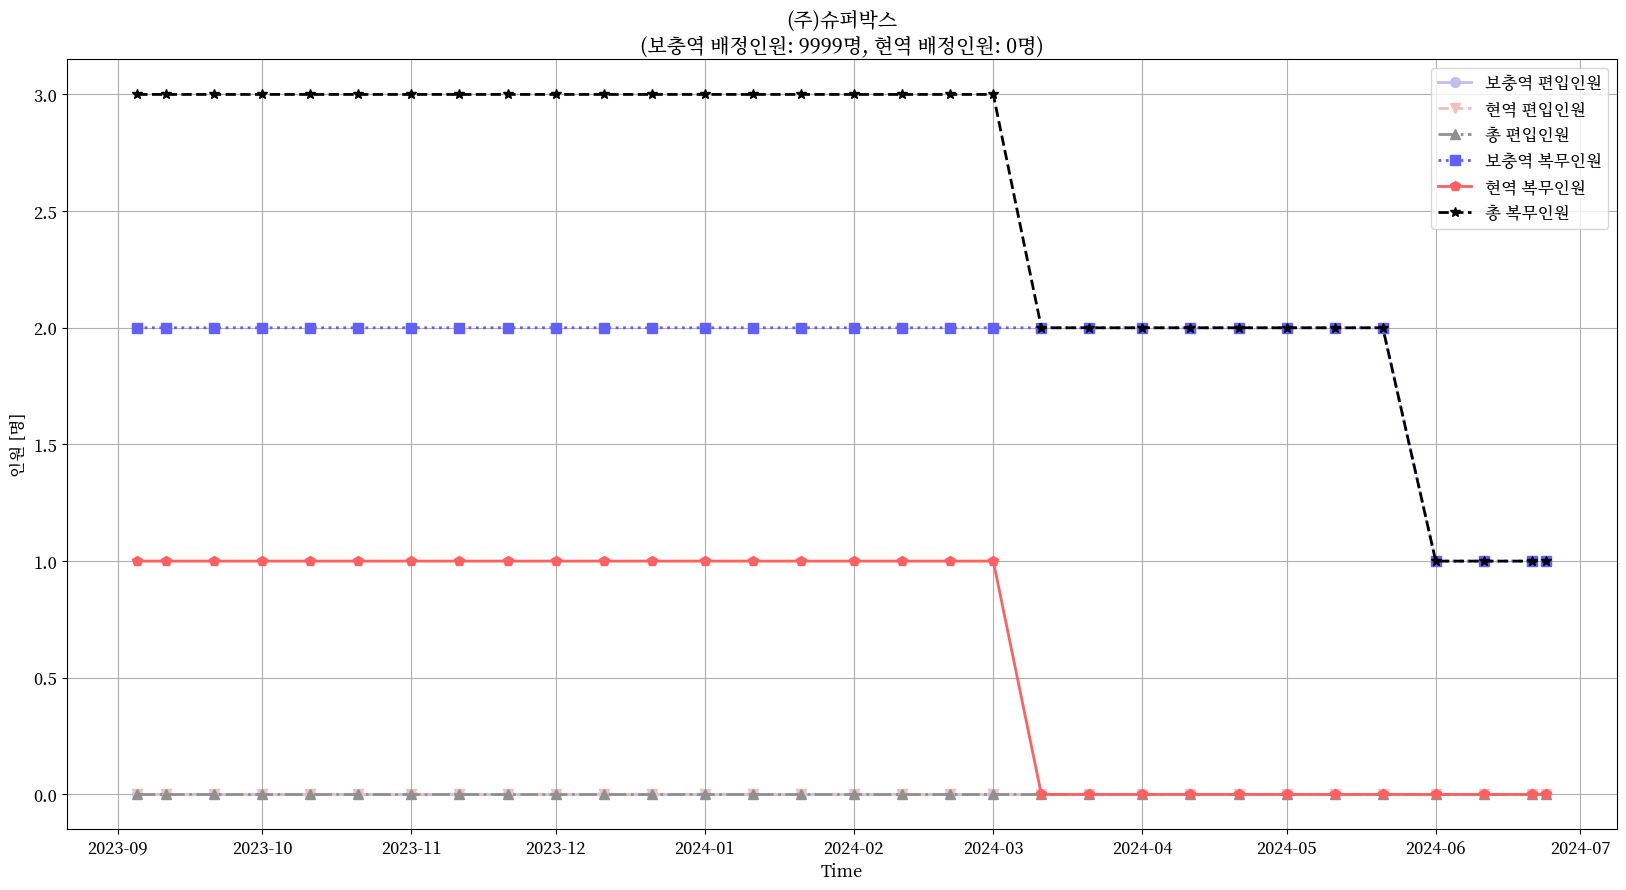 (주)슈퍼박스
(보충역 배정인원: 9999명, 현역 배정인원: 0명)
보충역 편입인원
현역 편입인원
총 편입인원
보충역 복무인원
현역 복무인원
총 복무인원
인원 [명]
3.0
2.5
2.0
1.5
1.0
0.5
0.0
2023-09 2023-10 2023-11 2023-12 2024-01 2024-02 2024-03 2024-04 2024-05 2024-06 2024-07
Time